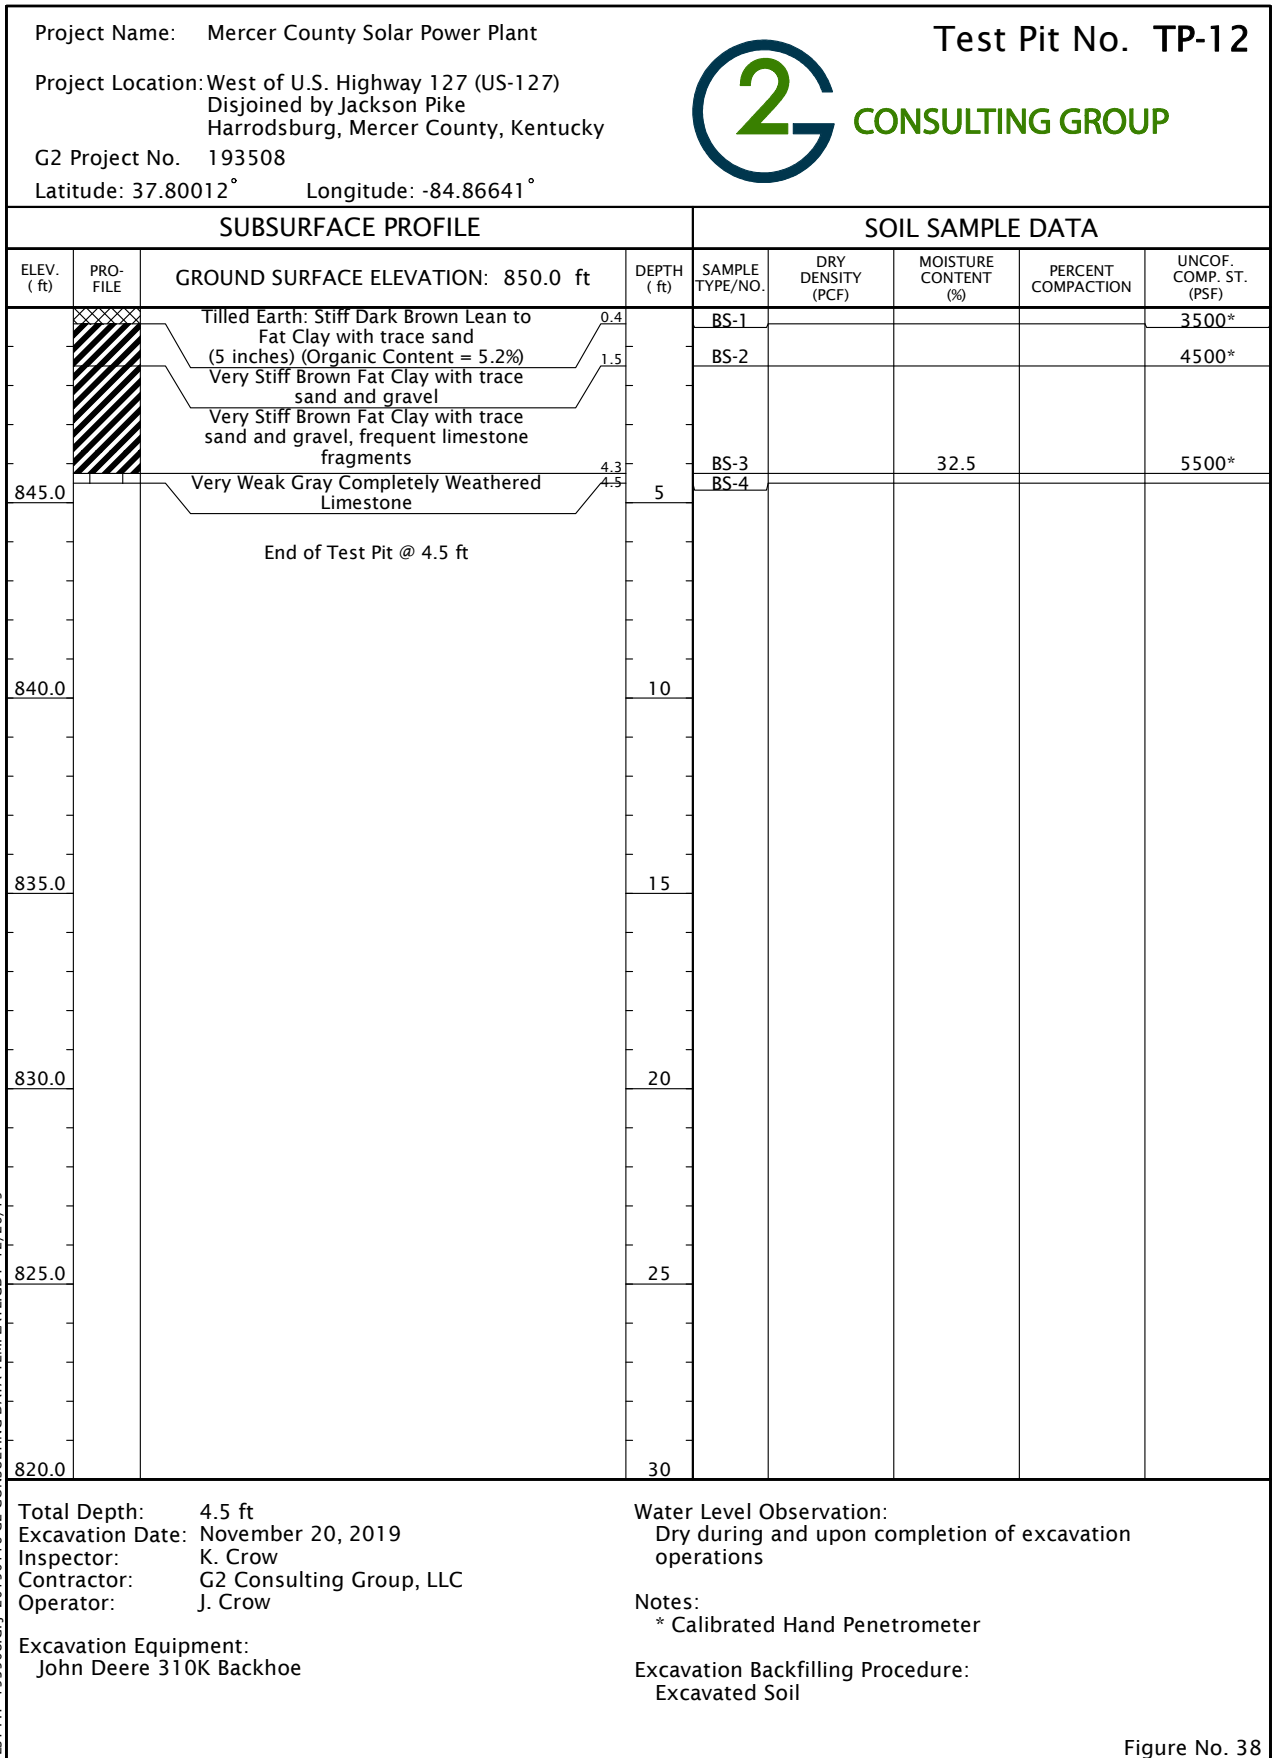 Project Name: Mercer County Solar Power Plant
Project Location: West of U.S. Highway 127 (US-127)
Disjoined by Jackson Pike
Harrodsburg, Mercer County, Kentucky
G2 Project No. 193508
Latitude: 37.80012° Longitude: -84.86641°
Test Pit No. TP-12
G2 CONSULTING GROUP
SUBSURFACE PROFILE
SOIL SAMPLE DATA
ELEV. ( ft)
PRO-FILE
GROUND SURFACE ELEVATION: 850.0 ft
DEPTH ( ft)
SAMPLE TYPE/NO.
DRY DENSITY (PCF)
MOISTURE CONTENT (%)
PERCENT COMPACTION
UNCOF. COMP. ST. (PSF)
Tilled Earth: Stiff Dark Brown Lean to 0.4 BS-1 3500*
Fat Clay with trace sand
(5 inches) (Organic Content = 5.2%) 1.5 BS-2 4500*
Very Stiff Brown Fat Clay with trace
sand and gravel
Very Stiff Brown Fat Clay with trace
sand and gravel, frequent limestone
fragments 4.3 BS-3 32.5 5500*
Very Weak Gray Completely Weathered 4.5 BS-4
845.0 Limestone 5
End of Test Pit @ 4.5 ft
840.0 10
835.0 15
830.0 20
825.0 25
820.0 30
Total Depth: 4.5 ft
Excavation Date: November 20, 2019
Inspector: K. Crow
Contractor: G2 Consulting Group, LLC
Operator: J. Crow
Excavation Equipment:
John Deere 310K Backhoe
Water Level Observation:
Dry during and upon completion of excavation
operations
Notes:
* Calibrated Hand Penetrometer
Excavation Backfilling Procedure:
Excavated Soil
Figure No. 38